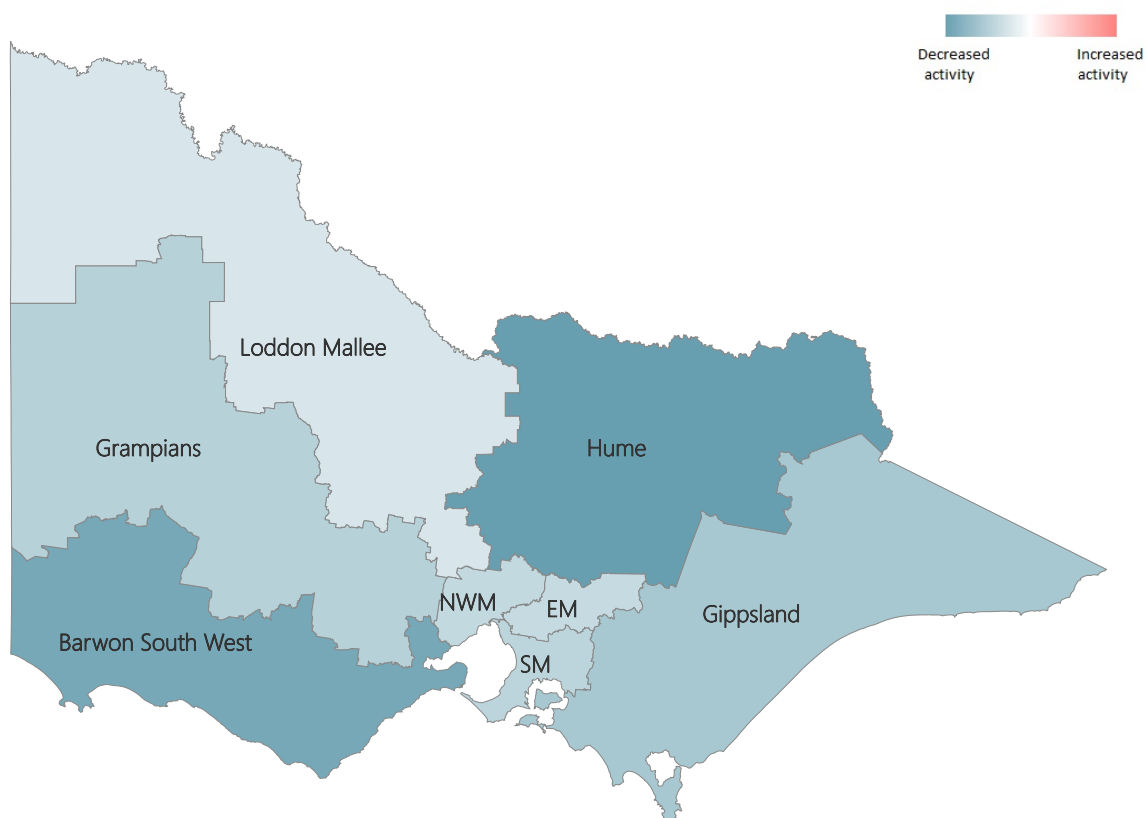 Decreased
activity
Increased
activity
Loddon Mallee
Grampians
Hume
NWM
EM
Gippsland
Barwon South West
SM